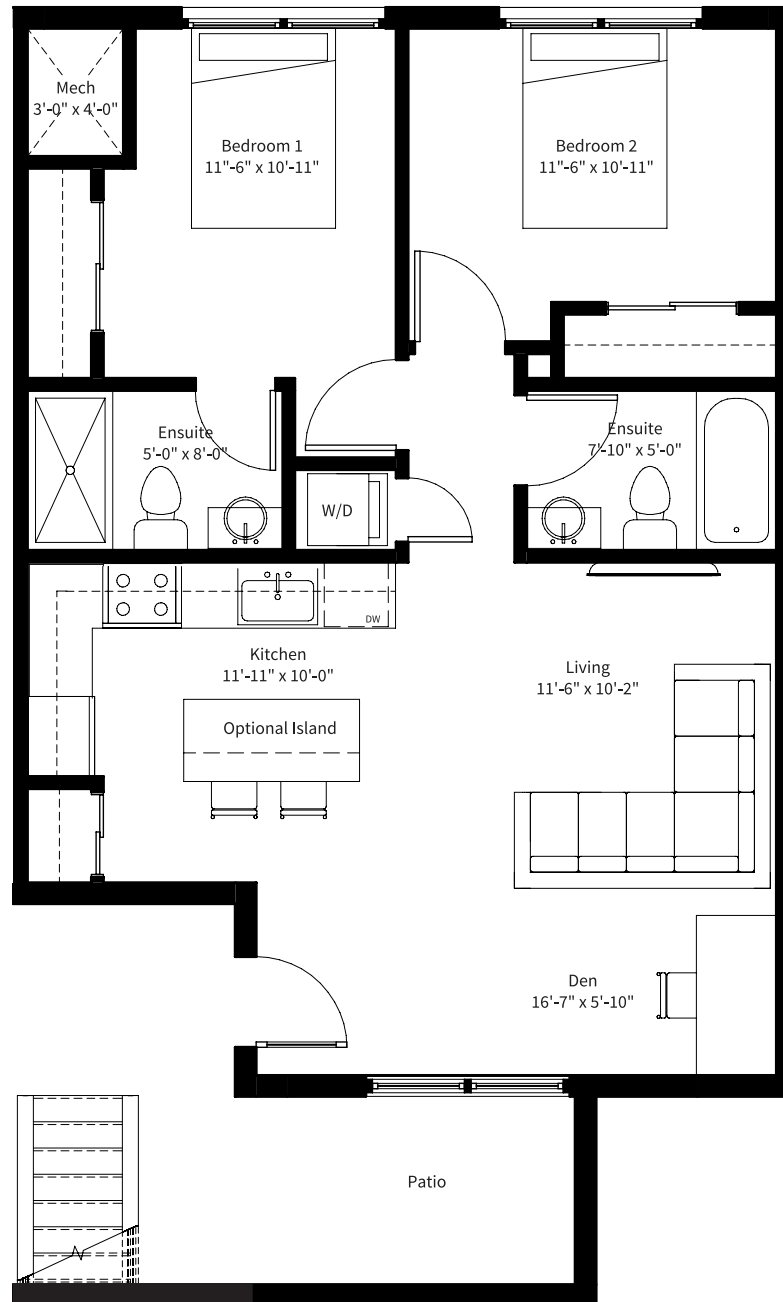 Mech
3'-0" x 4'-0"
Bedroom 1
11"-6" x 10'-11"
Bedroom 2
11"-6" x 10'-11"
Ensuite
5'-0" x 8'-0"
Ensuite
7'-10" x 5'-0"
W/D
DW
Kitchen
11'-11" x 10'-0"
Living
11'-6" x 10'-2"
Optional Island
Den
16'-7" x 5'-10"
Patio